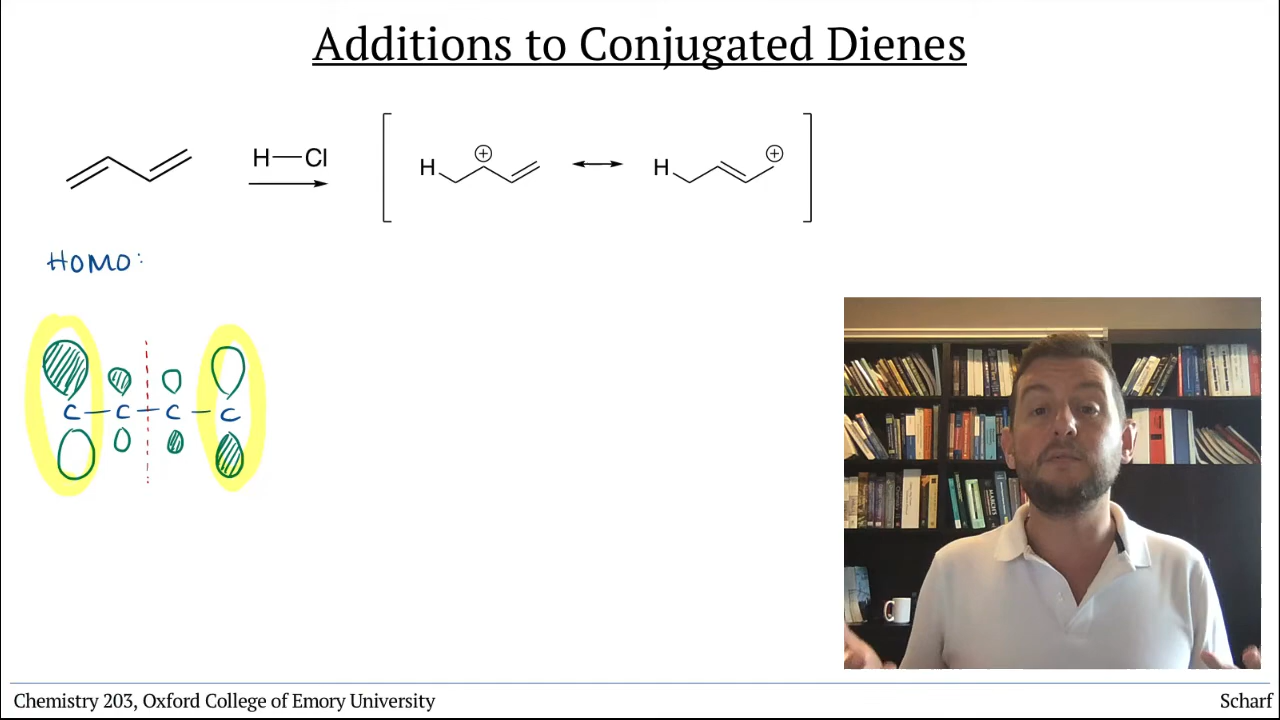 Additions to Conjugated Dienes
H—Cl
H ⊕ ⟷ H ⊕
HOMO:
C – C – C – C
Chemistry 203, Oxford College of Emory University
Scharf